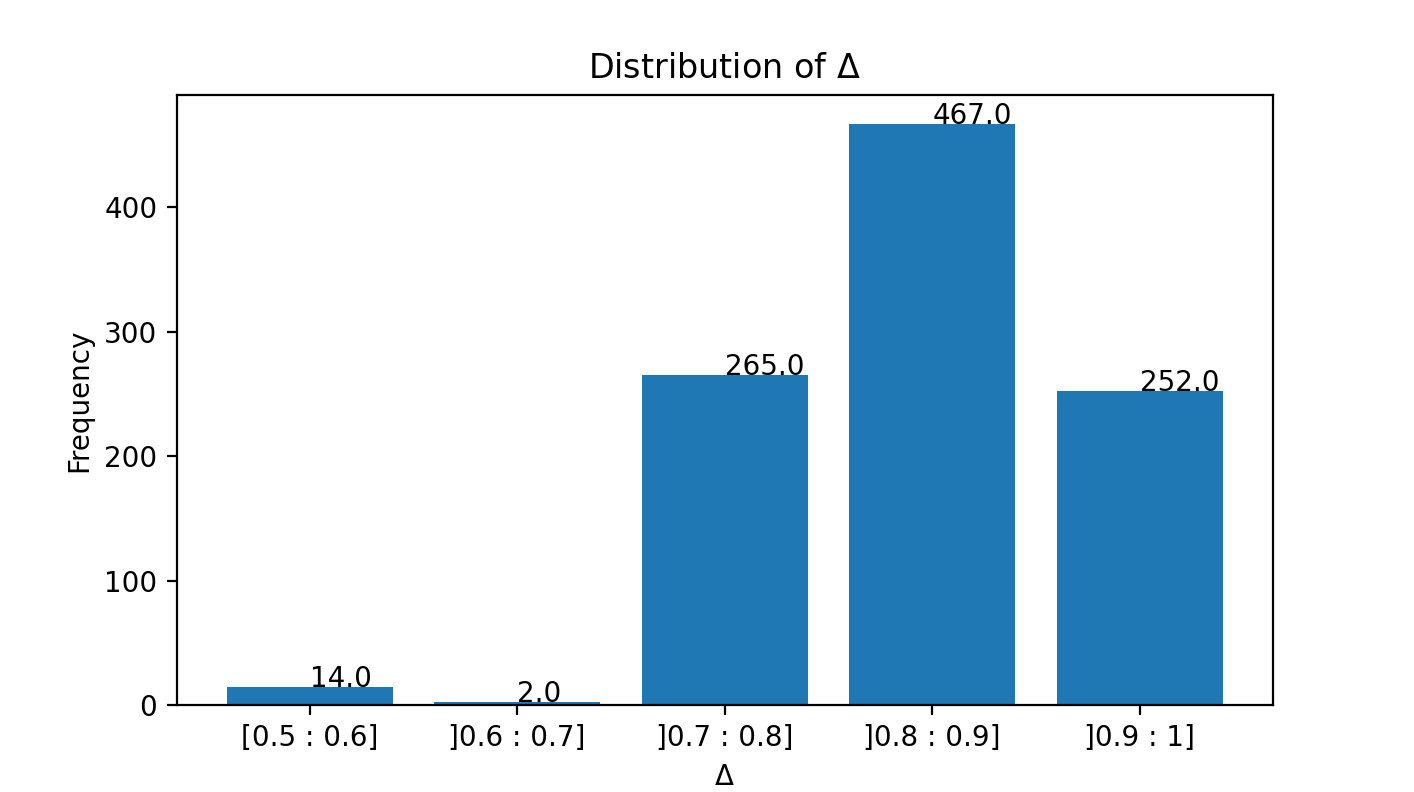 Distribution of Δ
467.0
400
265.0
252.0
300
Frequency
200
100
14.0
2.0
0
[0.5 : 0.6] ]0.6 : 0.7] ]0.7 : 0.8] ]0.8 : 0.9] ]0.9 : 1]
Δ